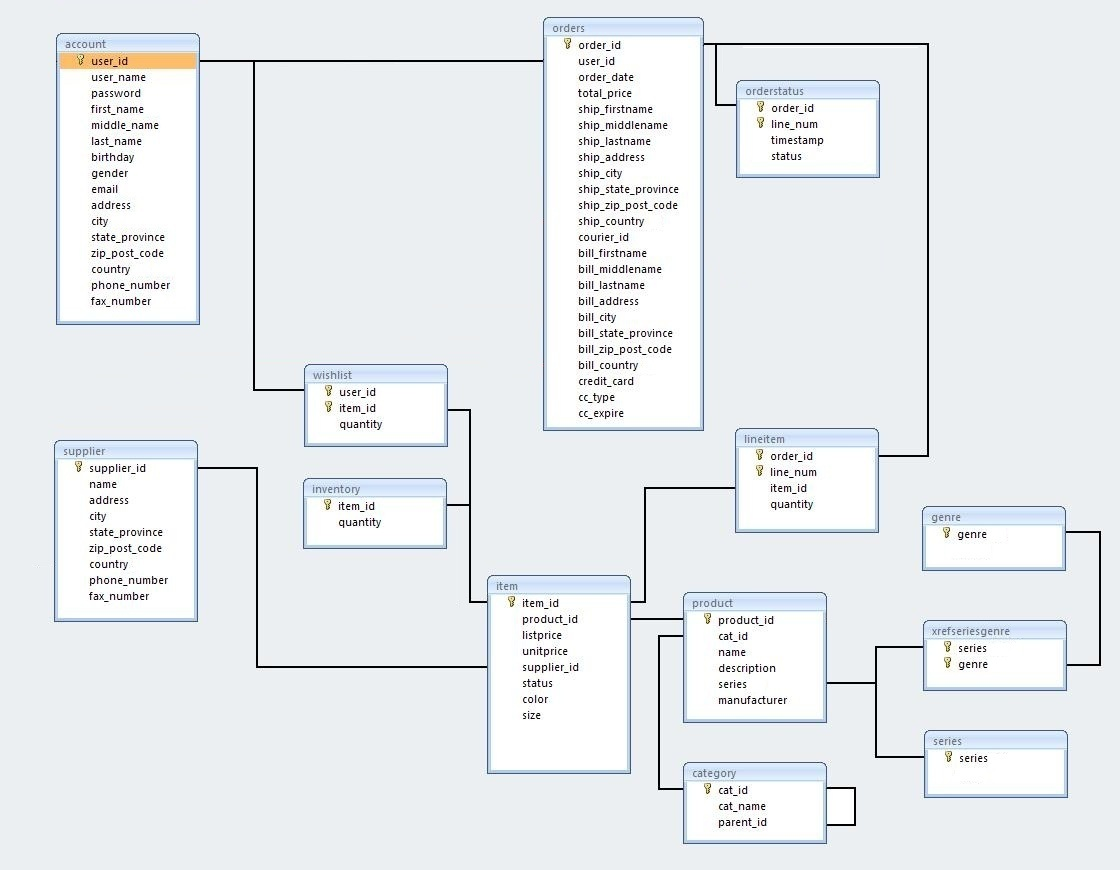 account
user_id
user_name
password
first_name
middle_name
last_name
birthday
gender
email
address
city
state_province
zip_post_code
country
phone_number
fax_number
orders
order_id
user_id
order_date
total_price
ship_firstname
ship_middlename
ship_lastname
ship_address
ship_city
ship_state_province
ship_zip_post_code
ship_country
courier_id
bill_firstname
bill_middlename
bill_lastname
bill_address
bill_city
bill_state_province
bill_zip_post_code
bill_country
credit_card
cc_type
cc_expire
orderstatus
order_id
line_num
timestamp
status
wishlist
user_id
item_id
quantity
supplier
supplier_id
name
address
city
state_province
zip_post_code
country
phone_number
fax_number
inventory
item_id
quantity
lineitem
order_id
line_num
item_id
quantity
item
item_id
product_id
listprice
unitprice
supplier_id
status
color
size
product
product_id
cat_id
name
description
series
manufacturer
genre
genre
xrefseriesgenre
series
genre
series
series
category
cat_id
cat_name
parent_id